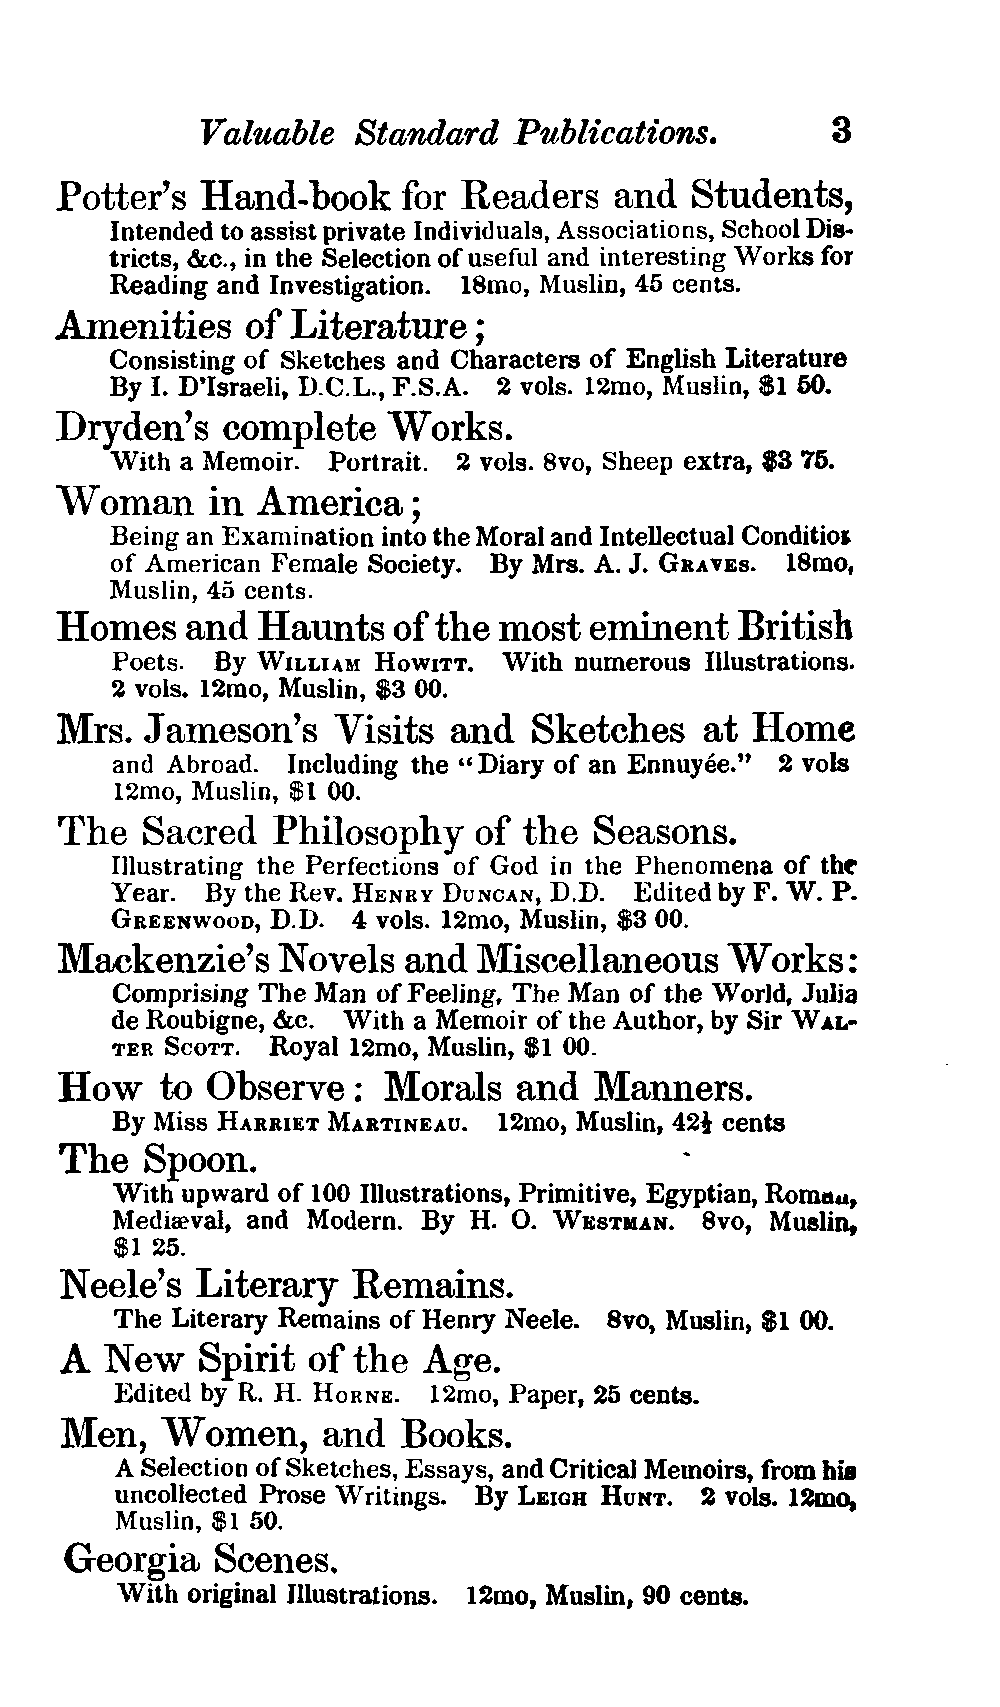 Valuable Standard Publications. 3
Potter's Hand-book for Readers and Students,
Intended to assist private Individuals, Associations, School Dis-
tricts, &c., in the Selection of useful and interesting Works for
Reading and Investigation. 18mo, Muslin, 45 cents.
Amenities of Literature;
Consisting of Sketches and Characters of English Literature
By I. D'Israeli, D.C.L., F.S.A. 2 vols. 12mo, Muslin, $1 50.
Dryden's complete Works.
With a Memoir. Portrait. 2 vols. 8vo, Sheep extra, $3 75.
Woman in America;
Being an Examination into the Moral and Intellectual Condition
of American Female Society. By Mrs. A. J. GRAVES. 18mo,
Muslin, 45 cents.
Homes and Haunts of the most eminent British
Poets. By WILLIAM HOWITT. With numerous Illustrations.
2 vols. 12mo, Muslin, $3 00.
Mrs. Jameson's Visits and Sketches at Home
and Abroad. Including the "Diary of an Ennuyée." 2 vols
12mo, Muslin, $1 00.
The Sacred Philosophy of the Seasons.
Illustrating the Perfections of God in the Phenomena of the
Year. By the Rev. HENRY DUNCAN, D.D. Edited by F. W. P.
GREENWOOD, D.D. 4 vols. 12mo, Muslin, $3 00.
Mackenzie's Novels and Miscellaneous Works:
Comprising The Man of Feeling, The Man of the World, Julia
de Roubigne, &c. With a Memoir of the Author, by Sir WAL-
TER SCOTT. Royal 12mo, Muslin, $1 00.
How to Observe: Morals and Manners.
By Miss HARRIET MARTINEAU. 12mo, Muslin, 42½ cents
The Spoon.
With upward of 100 Illustrations, Primitive, Egyptian, Roman,
Mediæval, and Modern. By H. O. WESTMAN. 8vo, Muslin,
$1 25.
Neele's Literary Remains.
The Literary Remains of Henry Neele. 8vo, Muslin, $1 00.
A New Spirit of the Age.
Edited by R. H. HORNE. 12mo, Paper, 25 cents.
Men, Women, and Books.
A Selection of Sketches, Essays, and Critical Memoirs, from his
uncollected Prose Writings. By LEIGH HUNT. 2 vols. 12mo,
Muslin, $1 50.
Georgia Scenes.
With original Illustrations. 12mo, Muslin, 90 cents.